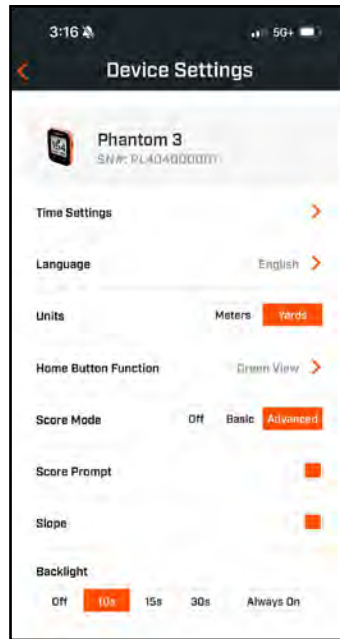 3:16 5G+
Device Settings
Phantom 3
Time Settings
Language English
Units Meters Yards
Home Button Function Green View
Score Mode Off Basic Advanced
Score Prompt
Slope
Backlight
Off 10s 15s 30s Always On